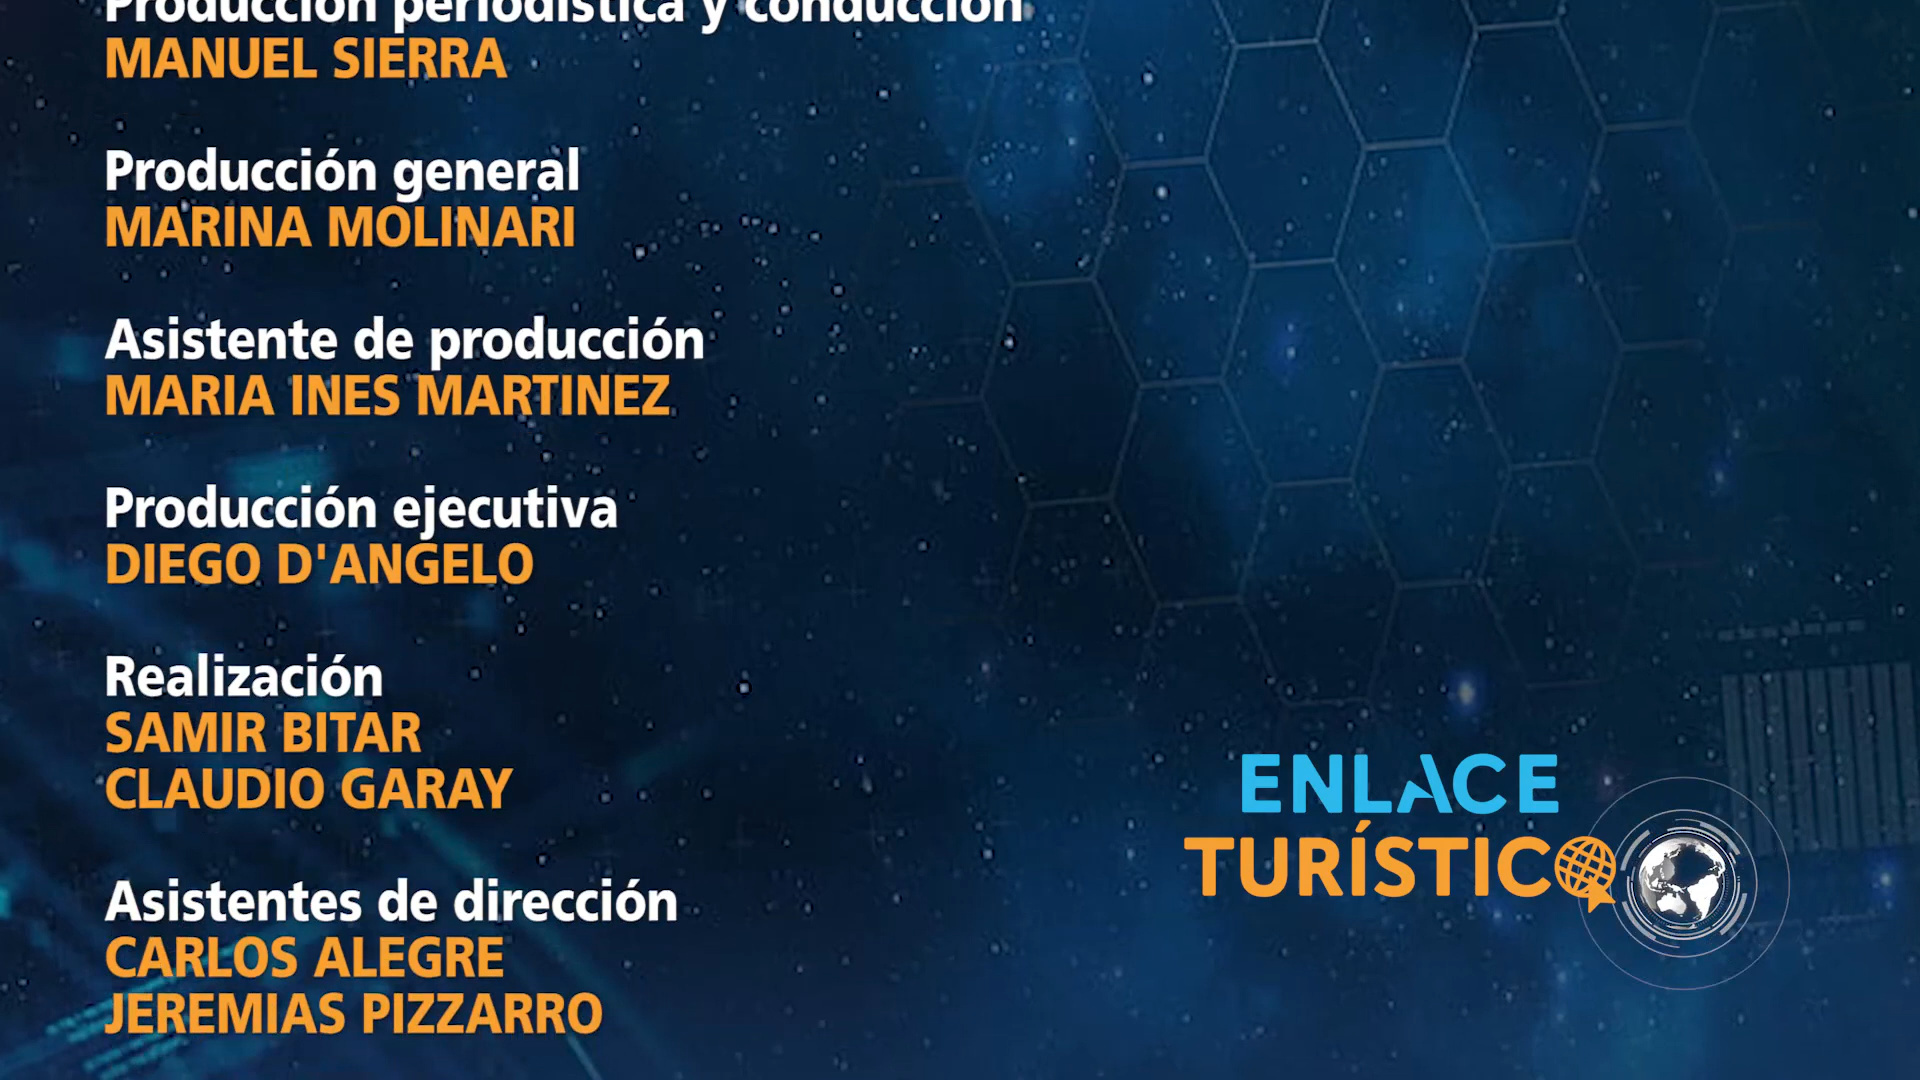 Producción periodística y conducción
MANUEL SIERRA
Producción general
MARINA MOLINARI
Asistente de producción
MARIA INES MARTINEZ
Producción ejecutiva
DIEGO D'ANGELO
Realización
SAMIR BITAR
CLAUDIO GARAY
Asistentes de dirección
CARLOS ALEGRE
JEREMIAS PIZZARRO
ENLACE
TURÍSTICO